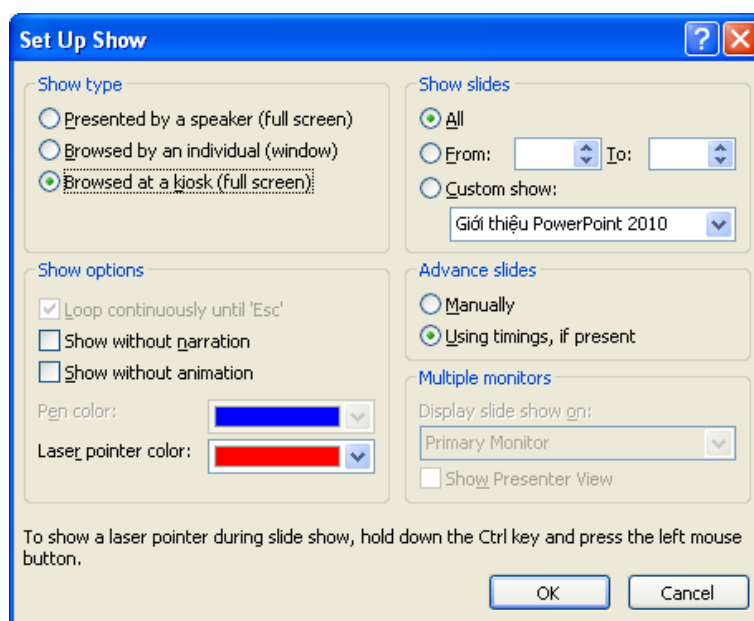 Set Up Show
Show type
Presented by a speaker (full screen)
Browsed by an individual (window)
Browsed at a kiosk (full screen)
Show slides
All
From: To:
Custom show:
Giới thiệu PowerPoint 2010
Show options
Loop continuously until 'Esc'
Show without narration
Show without animation
Pen color:
Laser pointer color:
Advance slides
Manually
Using timings, if present
Multiple monitors
Display slide show on:
Primary Monitor
Show Presenter View
To show a laser pointer during slide show, hold down the Ctrl key and press the left mouse
button.
OK Cancel